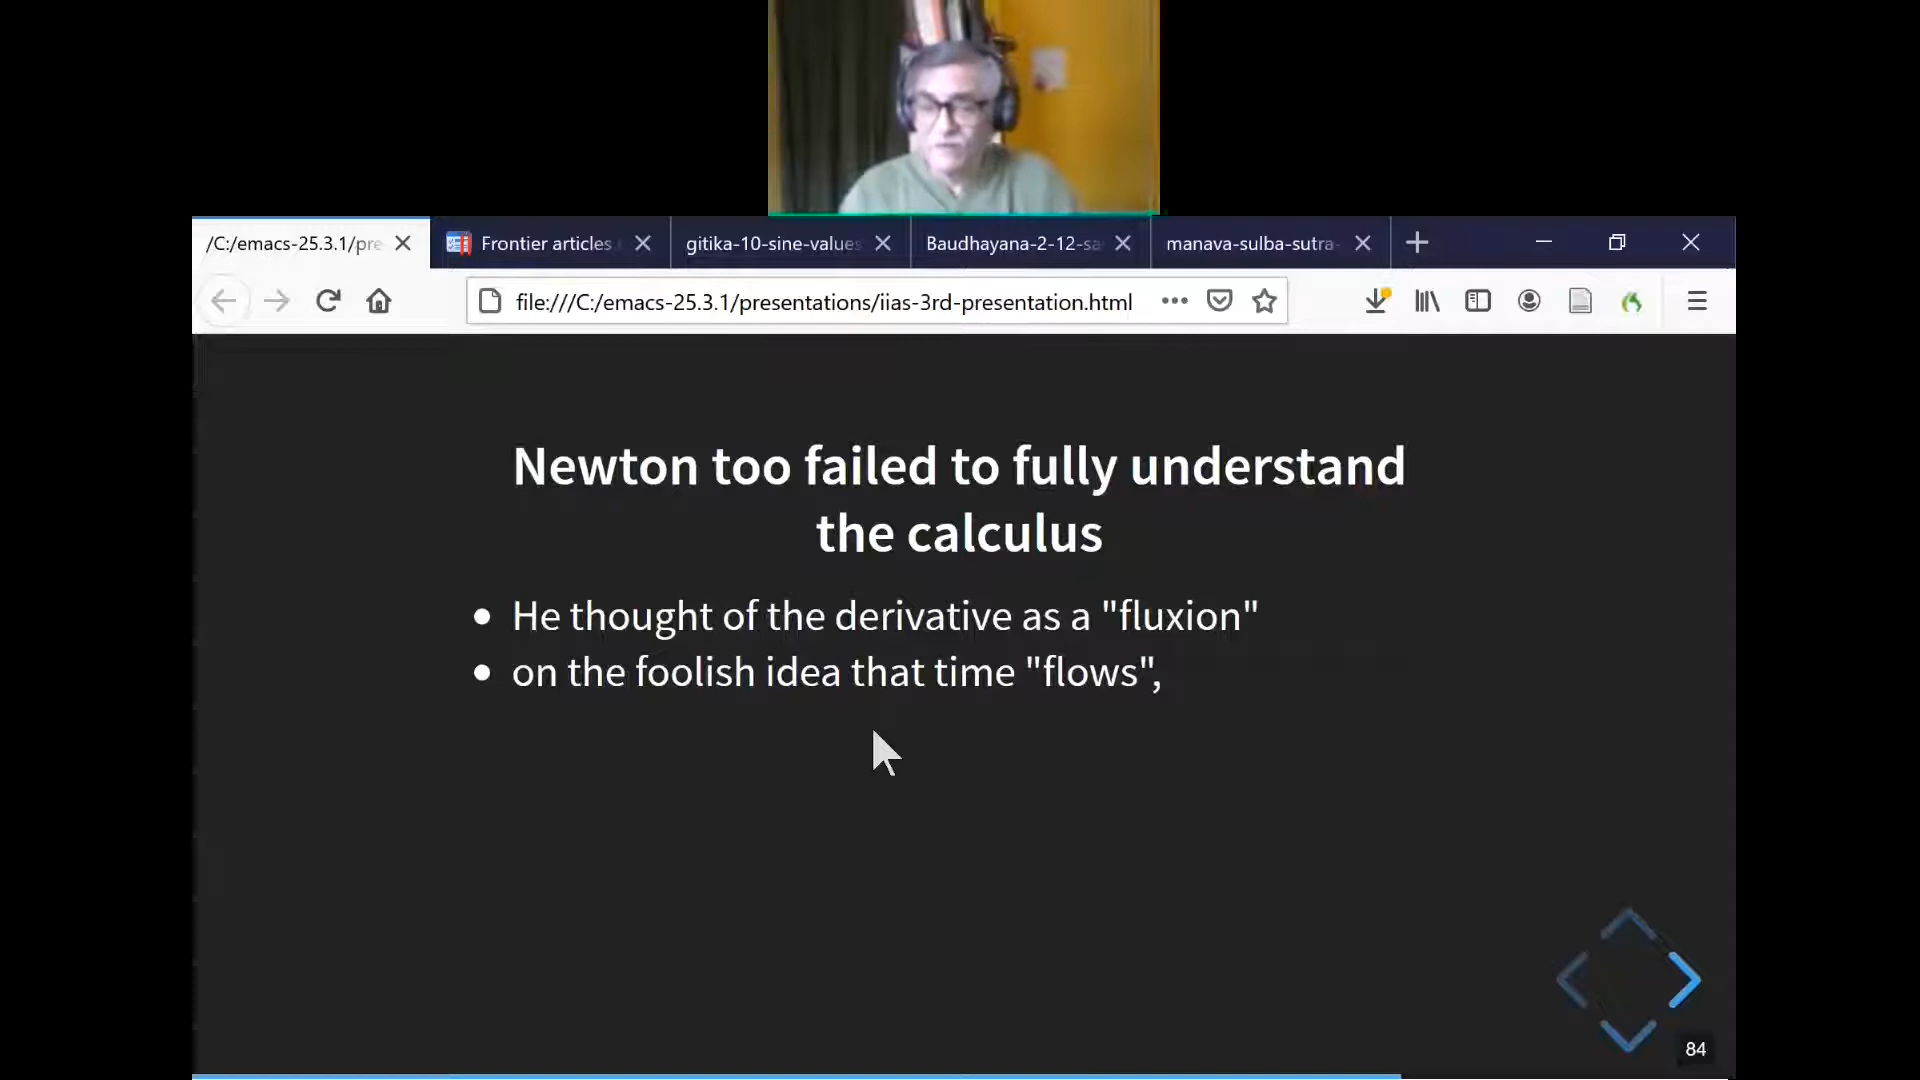 /C:/emacs-25.3.1/pre
Frontier articles
gitika-10-sine-values
Baudhayana-2-12-sa
manava-sulba-sutra-
file:///C:/emacs-25.3.1/presentations/iias-3rd-presentation.html
Newton too failed to fully understand
the calculus
• He thought of the derivative as a "fluxion"
• on the foolish idea that time "flows",
84